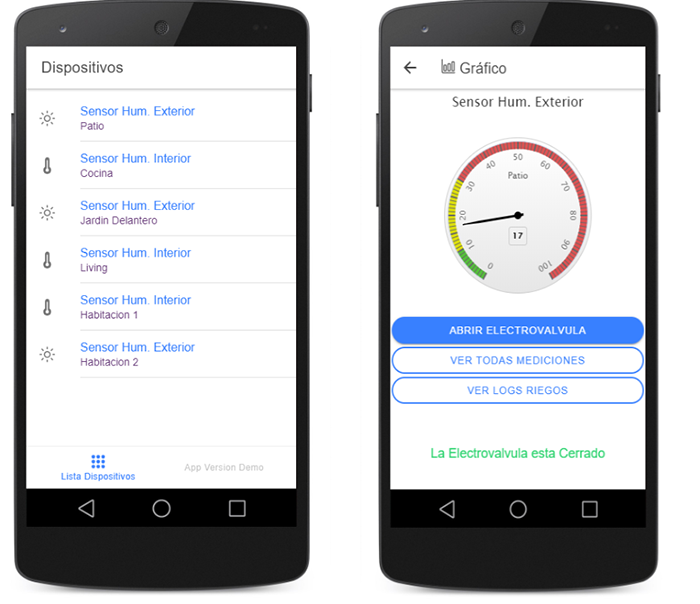 Dispositivos
Sensor Hum. Exterior
Patio
Sensor Hum. Interior
Cocina
Sensor Hum. Exterior
Jardin Delantero
Sensor Hum. Interior
Living
Sensor Hum. Interior
Habitacion 1
Sensor Hum. Exterior
Habitacion 2
Lista Dispositivos
App Version Demo
Gráfico
Sensor Hum. Exterior
0
10
20
30
40
50
60
70
80
90
100
Patio
17
ABRIR ELECTROVALVULA
VER TODAS MEDICIONES
VER LOGS RIEGOS
La Electrovalvula esta Cerrado